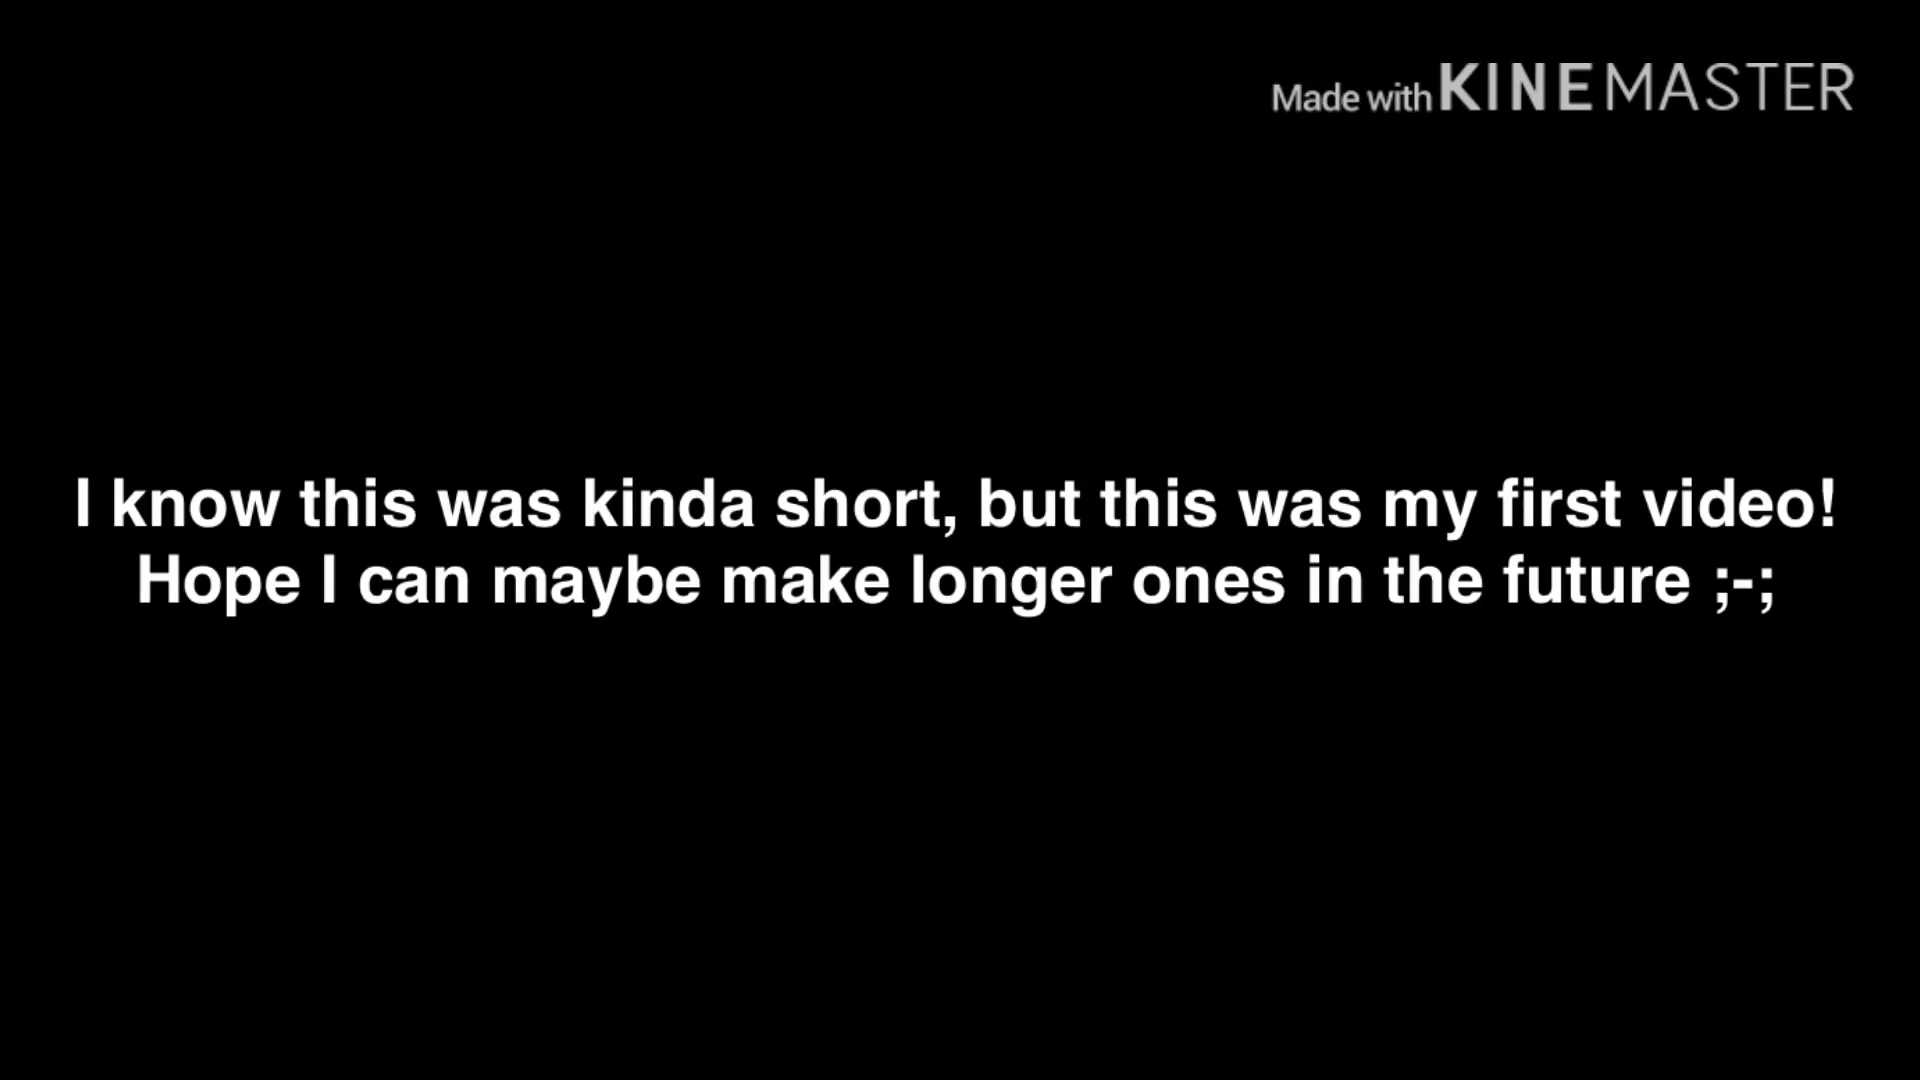 Made with KINEMASTER
I know this was kinda short, but this was my first video!
Hope I can maybe make longer ones in the future ;-;